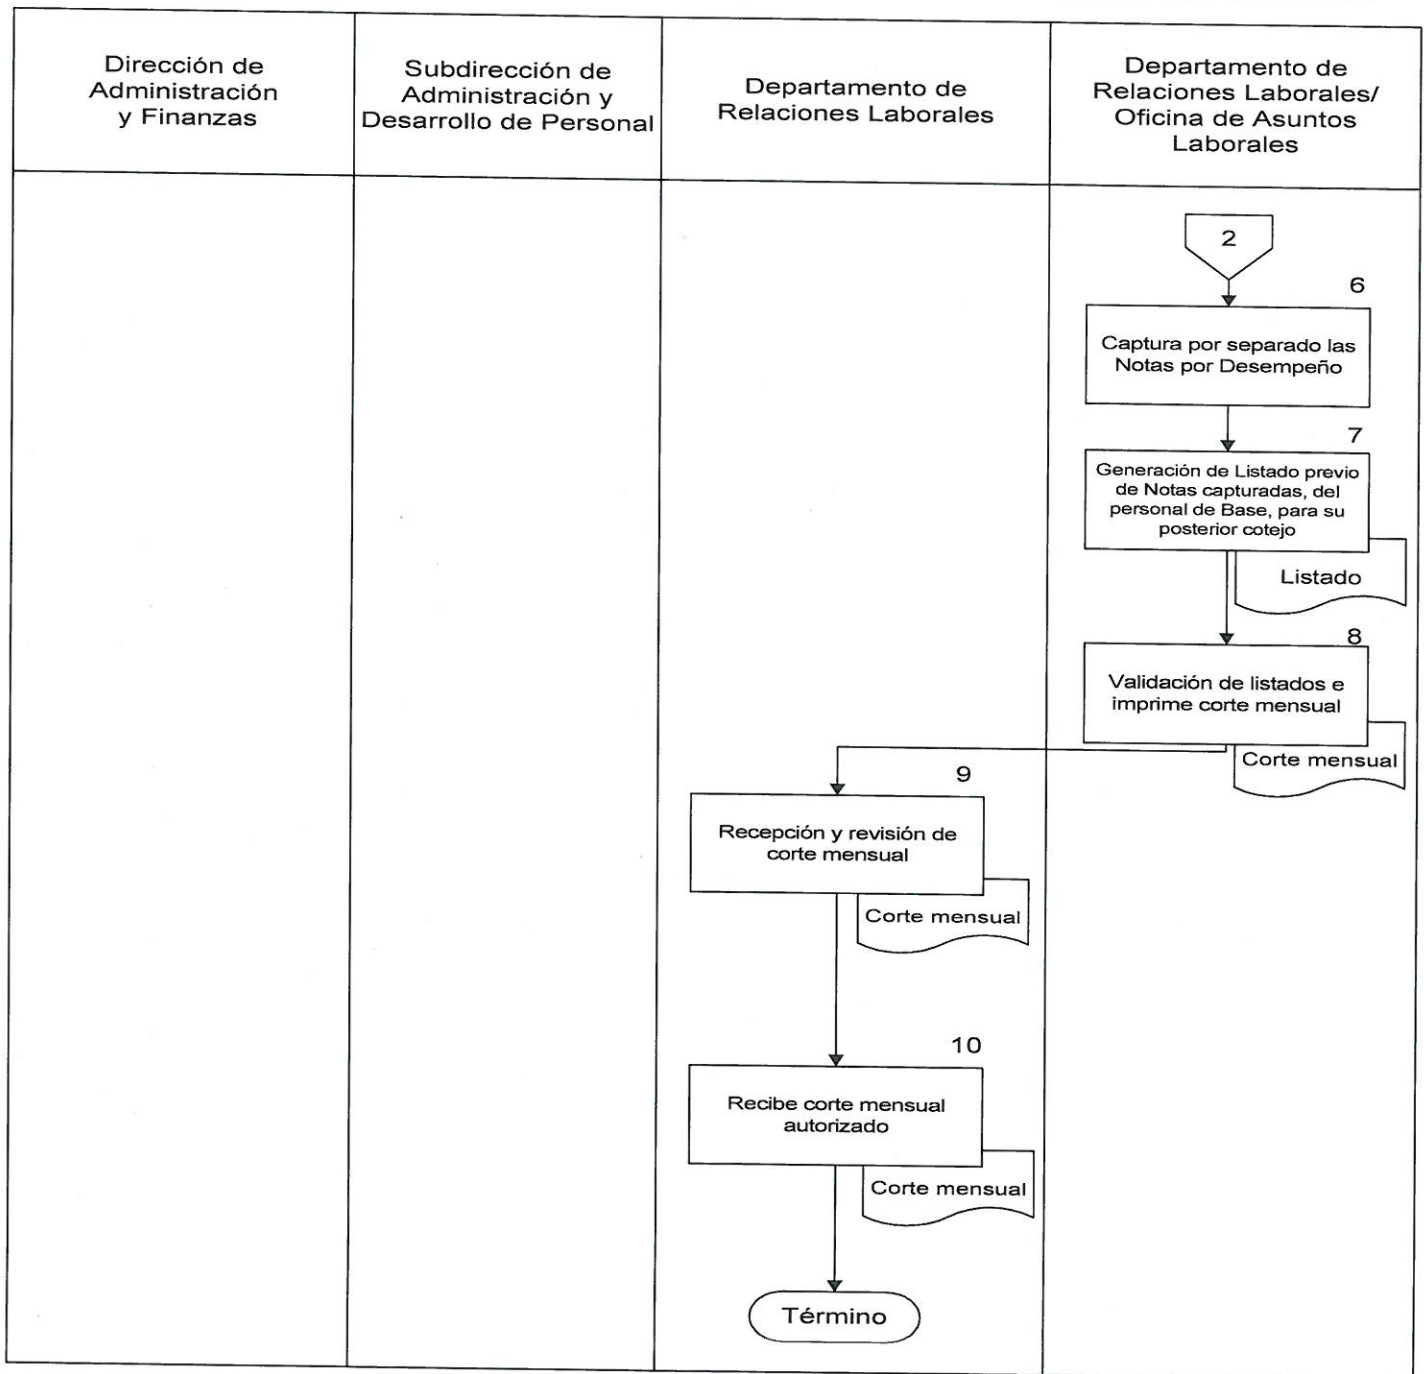 Dirección de
Administración
y Finanzas
Subdirección de
Administración y
Desarrollo de Personal
Departamento de
Relaciones Laborales
Departamento de
Relaciones Laborales/
Oficina de Asuntos
Laborales
2
6
Captura por separado las
Notas por Desempeño
7
Generación de Listado previo
de Notas capturadas, del
personal de Base, para su
posterior cotejo
Listado
8
Validación de listados e
imprime corte mensual
Corte mensual
9
Recepción y revisión de
corte mensual
Corte mensual
10
Recibe corte mensual
autorizado
Corte mensual
Término